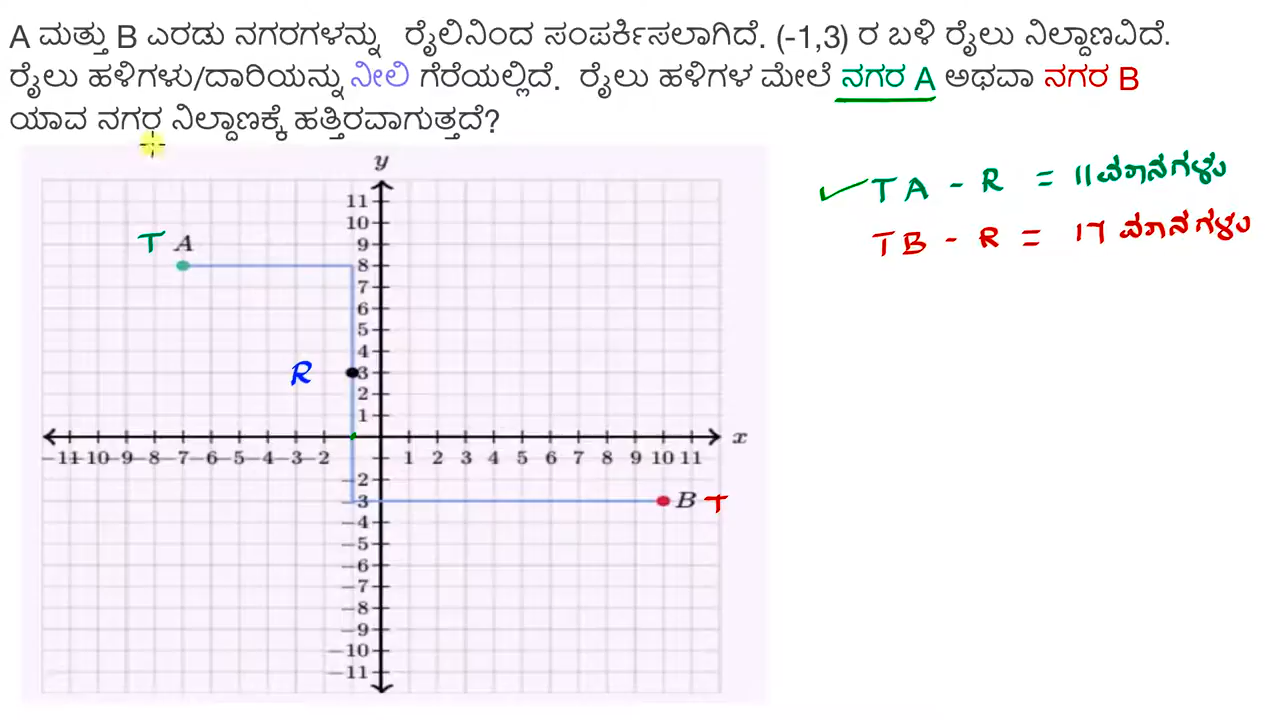 A ಮತ್ತು B ಎರಡು ನಗರಗಳನ್ನು ರೈಲಿನಿಂದ ಸಂಪರ್ಕಿಸಲಾಗಿದೆ. (-1,3) ರ ಬಳಿ ರೈಲು ನಿಲ್ದಾಣವಿದೆ.
ರೈಲು ಹಳಿಗಳು/ದಾರಿಯನ್ನು ನೀಲಿ ಗೆರೆಯಲ್ಲಿದೆ. ರೈಲು ಹಳಿಗಳ ಮೇಲೆ ನಗರ A ಅಥವಾ ನಗರ B
ಯಾವ ನಗರ ನಿಲ್ದಾಣಕ್ಕೆ ಹತ್ತಿರವಾಗುತ್ತದೆ?
TA - R = 11 ಮಾನಗಳು
TB - R = 17 ಮಾನಗಳು
y
11
10
T A 9
8
7
6
5
4
R 3
2
1
x
-11 -10 -9 -8 -7 -6 -5 -4 -3 -2 1 2 3 4 5 6 7 8 9 10 11
-2
-3 B T
-4
-5
-6
-7
-8
-9
-10
-11